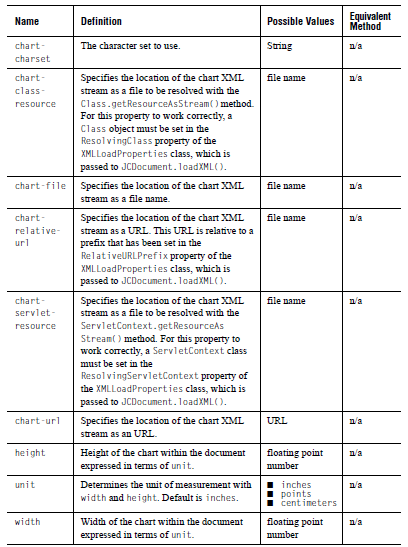 Name Definition Possible Values Equivalent
Method
chart- The character set to use. String n/a
charset
chart- Specifies the location of the chart XML file name n/a
class- stream as a file to be resolved with the
resource Class.getResourceAsStream() method.
For this property to work correctly, a
Class object must be set in the
ResolvingClass property of the
XMLLoadProperties class, which is
passed to JCDocument.loadXML().
chart-file Specifies the location of the chart XML file name n/a
stream as a file name.
chart- Specifies the location of the chart XML file name n/a
relative- stream as a URL. This URL is relative to a
url prefix that has been set in the
RelativeURLPrefix property of the
XMLLoadProperties class, which is
passed to JCDocument.loadXML().
chart- Specifies the location of the chart XML file name n/a
servlet- stream as a file to be resolved with the
resource ServletContext.getResourceAs
Stream() method. For this property to
work correctly, a ServletContext class
must be set in the
ResolvingServletContext property of
the XMLLoadProperties class, which is
passed to JCDocument.loadXML().
chart-url Specifies the location of the chart XML URL n/a
stream as an URL.
height Height of the chart within the document floating point n/a
expressed in terms of unit. number
unit Determines the unit of measurement with ■ inches n/a
width and height. Default is inches. ■ points
■ centimeters
width Width of the chart within the document floating point n/a
expressed in terms of unit. number